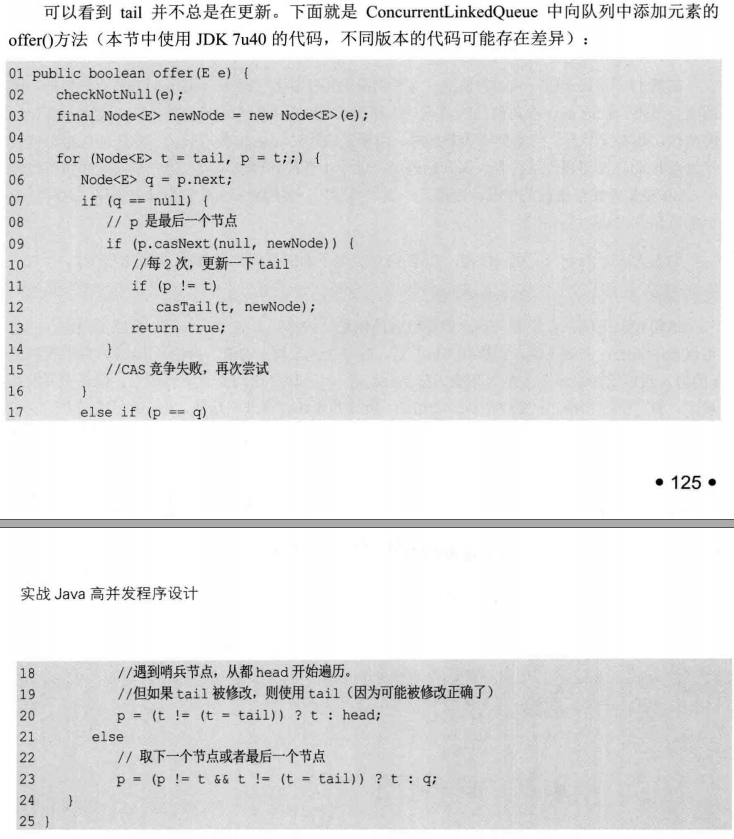 可以看到 tail 并不总是在更新。下面就是 ConcurrentLinkedQueue 中向队列中添加元素的
offer()方法（本节中使用 JDK 7u40 的代码，不同版本的代码可能存在差异）：
01 public boolean offer(E e) {
02    checkNotNull(e);
03    final Node<E> newNode = new Node<E>(e);
04
05    for (Node<E> t = tail, p = t;;) {
06       Node<E> q = p.next;
07       if (q == null) {
08          // p 是最后一个节点
09          if (p.casNext(null, newNode)) {
10             //每 2 次，更新一下 tail
11             if (p != t)
12                casTail(t, newNode);
13             return true;
14          }
15          //CAS 竞争失败，再次尝试
16       }
17       else if (p == q)
• 125 •
实战 Java 高并发程序设计
18          //遇到哨兵节点，从都 head 开始遍历。
19          //但如果 tail 被修改，则使用 tail（因为可能被修改正确了）
20          p = (t != (t = tail)) ? t : head;
21       else
22          // 取下一个节点或者最后一个节点
23          p = (p != t && t != (t = tail)) ? t : q;
24    }
25 }